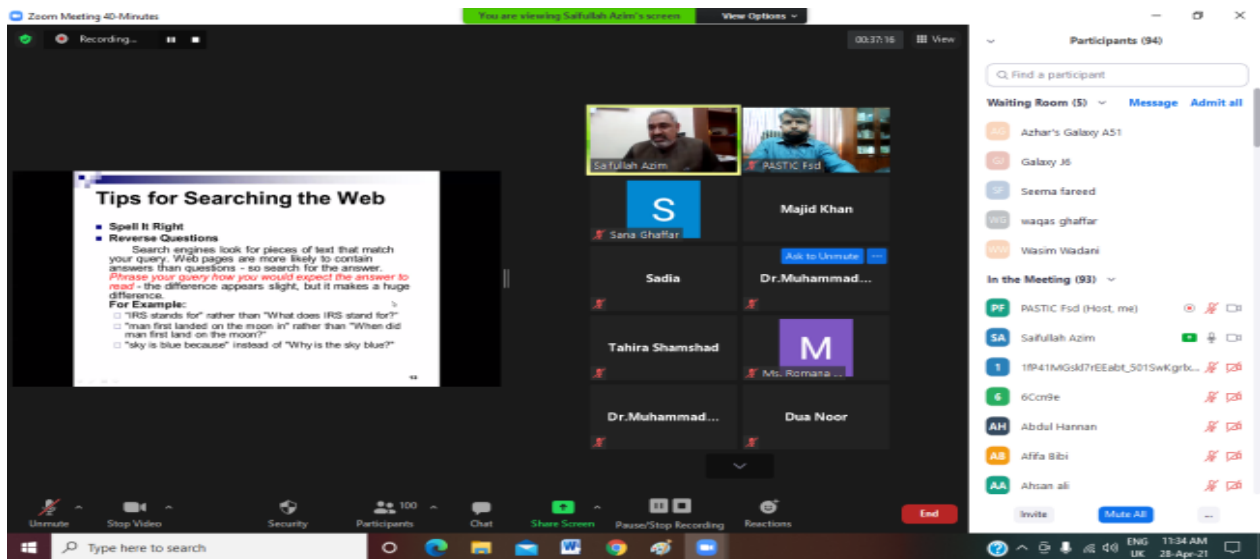 Zoom Meeting 40-Minutes
You are viewing Saifullah Azim's screen
View Options
Recording...
00:37:16
View
Tips for Searching the Web
Spell It Right
Reverse Questions
Search engines look for pieces of text that match
your query. Web pages are more likely to contain
answers than questions - so search for the answer.
Phrase your query how you would expect the answer to
read - the difference appears slight, but it makes a huge
difference.
For Example:
"IRS stands for" rather than "What does IRS stand for?"
"man first landed on the moon in" rather than "When did
man first land on the moon?"
"sky is blue because" instead of "Why is the sky blue?"
Saifullah Azim
PASTIC Fsd
S
Sana Ghaffar
Majid Khan
Sadia
Ask to Unmute
...
Dr.Muhammad...
Tahira Shamshad
M
Ms. Romana ...
Dr.Muhammad...
Dua Noor
Participants (94)
Find a participant
Waiting Room (5)
Message
Admit all
AG
Azhar's Galaxy A51
GJ
Galaxy J6
SF
Seema fareed
WG
waqas ghaffar
WW
Wasim Wadani
In the Meeting (93)
PF
PASTIC Fsd (Host, me)
SA
Saifullah Azim
1
6
6Ccn9e
AH
Abdul Hannan
AB
Afifa Bibi
AA
Ahsan ali
Invite
Mute All
...
Unmute
Stop Video
Security
100
Participants
Chat
Share Screen
Pause/Stop Recording
Reactions
End
Type here to search
ENG
UK
11:34 AM
28-Apr-21